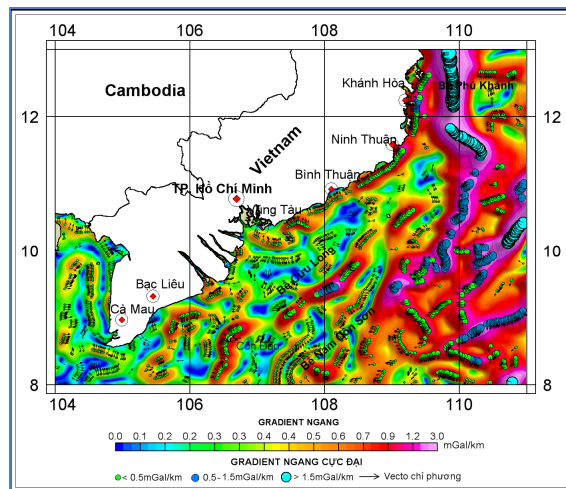 104 106 108 110
12 12
10 10
8 8
104 106 108 110
Cambodia
Vietnam
Khánh Hòa
Bể Phú Khánh
Ninh Thuận
Bình Thuận
TP. Hồ Chí Minh
Vũng Tàu
Bể Cửu Long
Bạc Liêu
Cà Mau
Côn Đảo
Bể Nam Côn Sơn
GRADIENT NGANG
0.0 0.1 0.2 0.3 0.3 0.4 0.4 0.5 0.6 0.7 0.9 1.2 3.0 mGal/km
GRADIENT NGANG CỰC ĐẠI
< 0.5mGal/km 0.5-1.5mGal/km > 1.5mGal/km Vecto chỉ phương